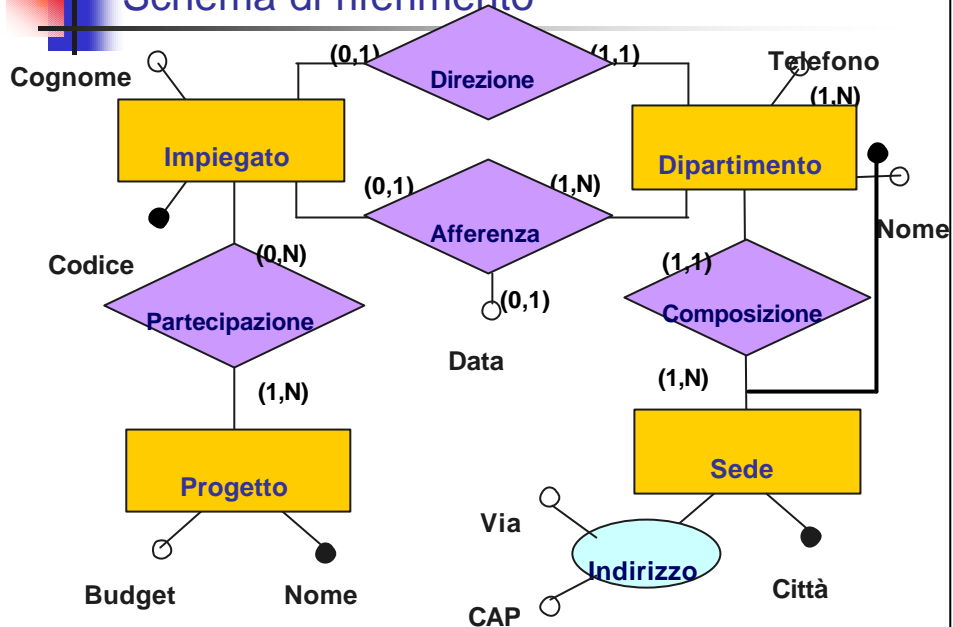 Schema di riferimento
(0,1)
(1,1)
Direzione
Cognome
Telefono
(1,N)
Impiegato
Dipartimento
(0,1)
(1,N)
Afferenza
Nome
Codice
(0,N)
(1,1)
(0,1)
Partecipazione
Composizione
Data
(1,N)
(1,N)
Progetto
Sede
Via
Indirizzo
Budget
Nome
CAP
Città